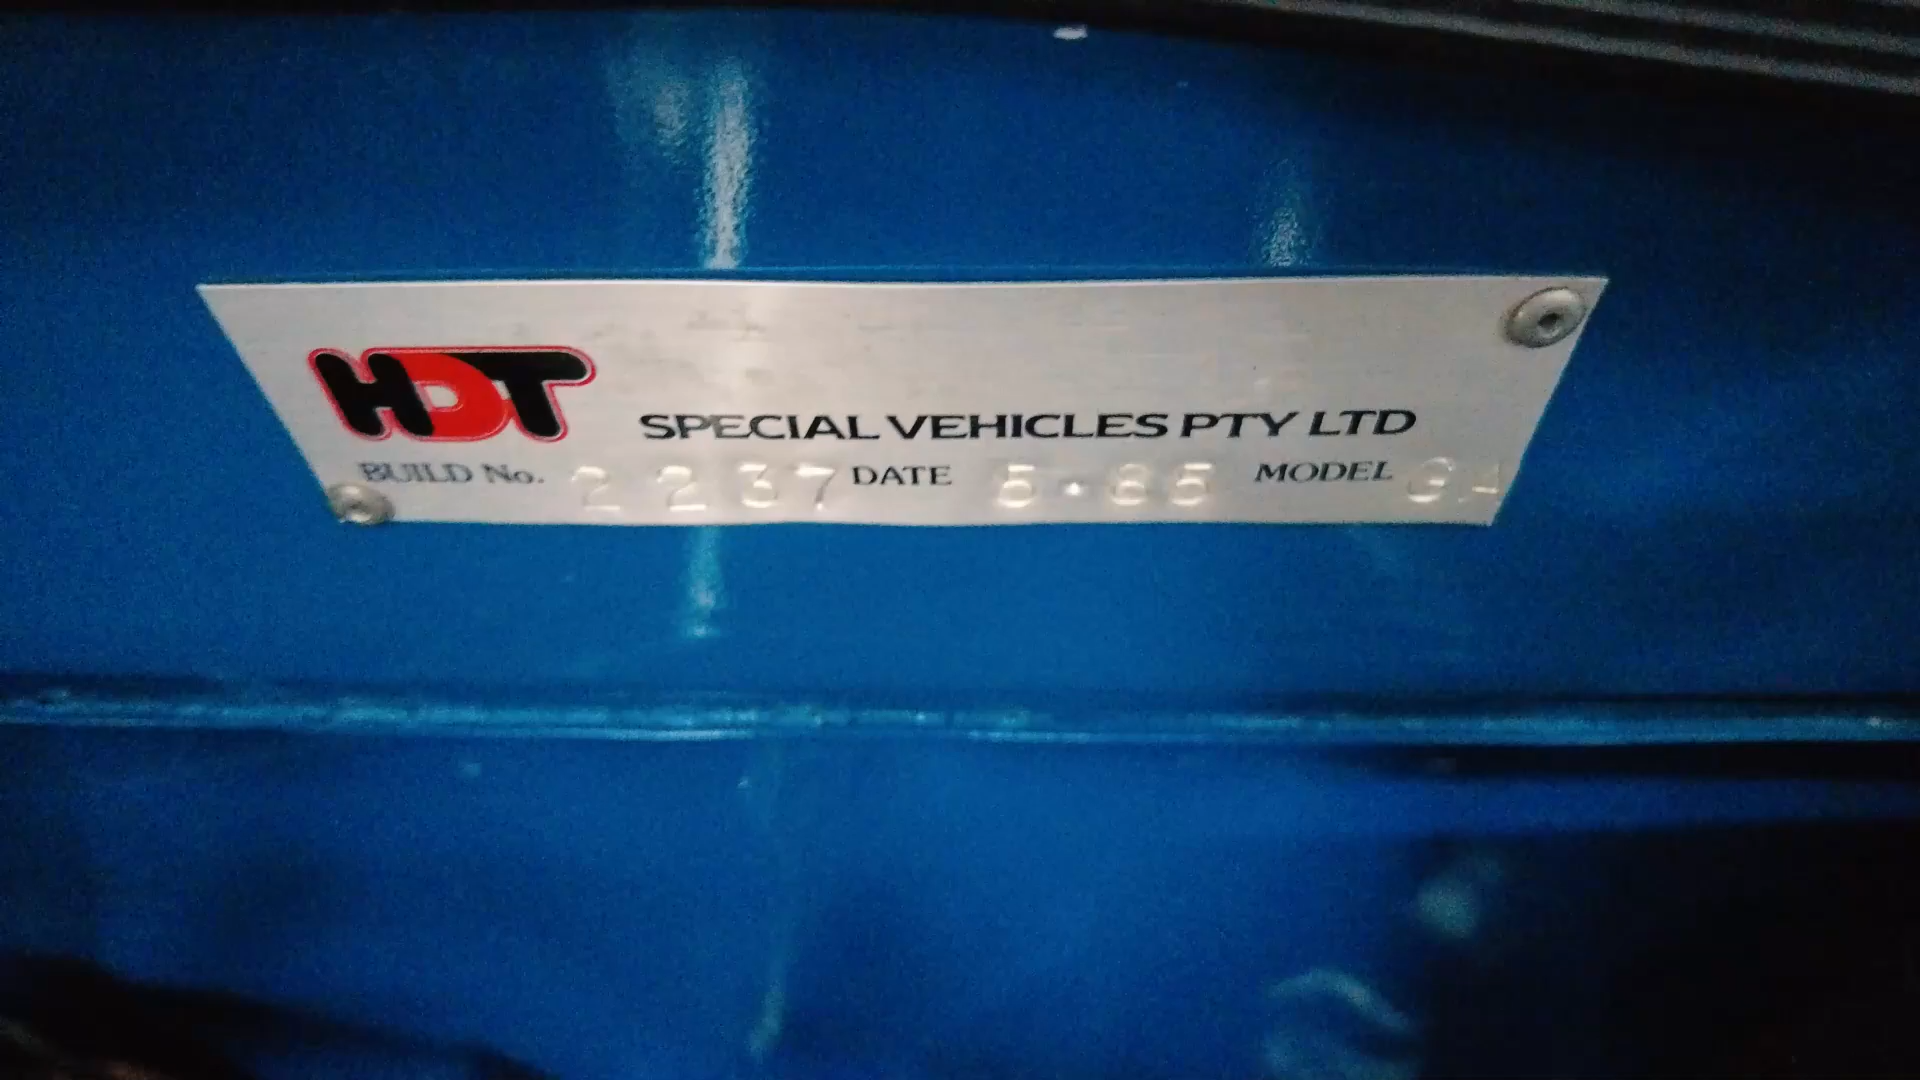 HDT SPECIAL VEHICLES PTY LTD
BUILD No. 2237 DATE 5·85 MODEL